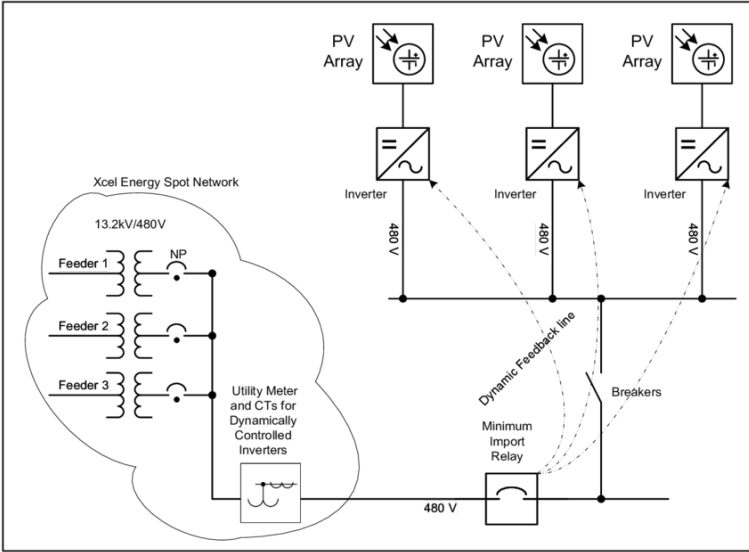 PV
Array
PV
Array
PV
Array
Inverter
Inverter
Inverter
480 V
480 V
480 V
Xcel Energy Spot Network
13.2kV/480V
Feeder 1
NP
Feeder 2
Feeder 3
Utility Meter
and CTs for
Dynamically
Controlled
Inverters
Dynamic Feedback line
Breakers
Minimum
Import
Relay
480 V